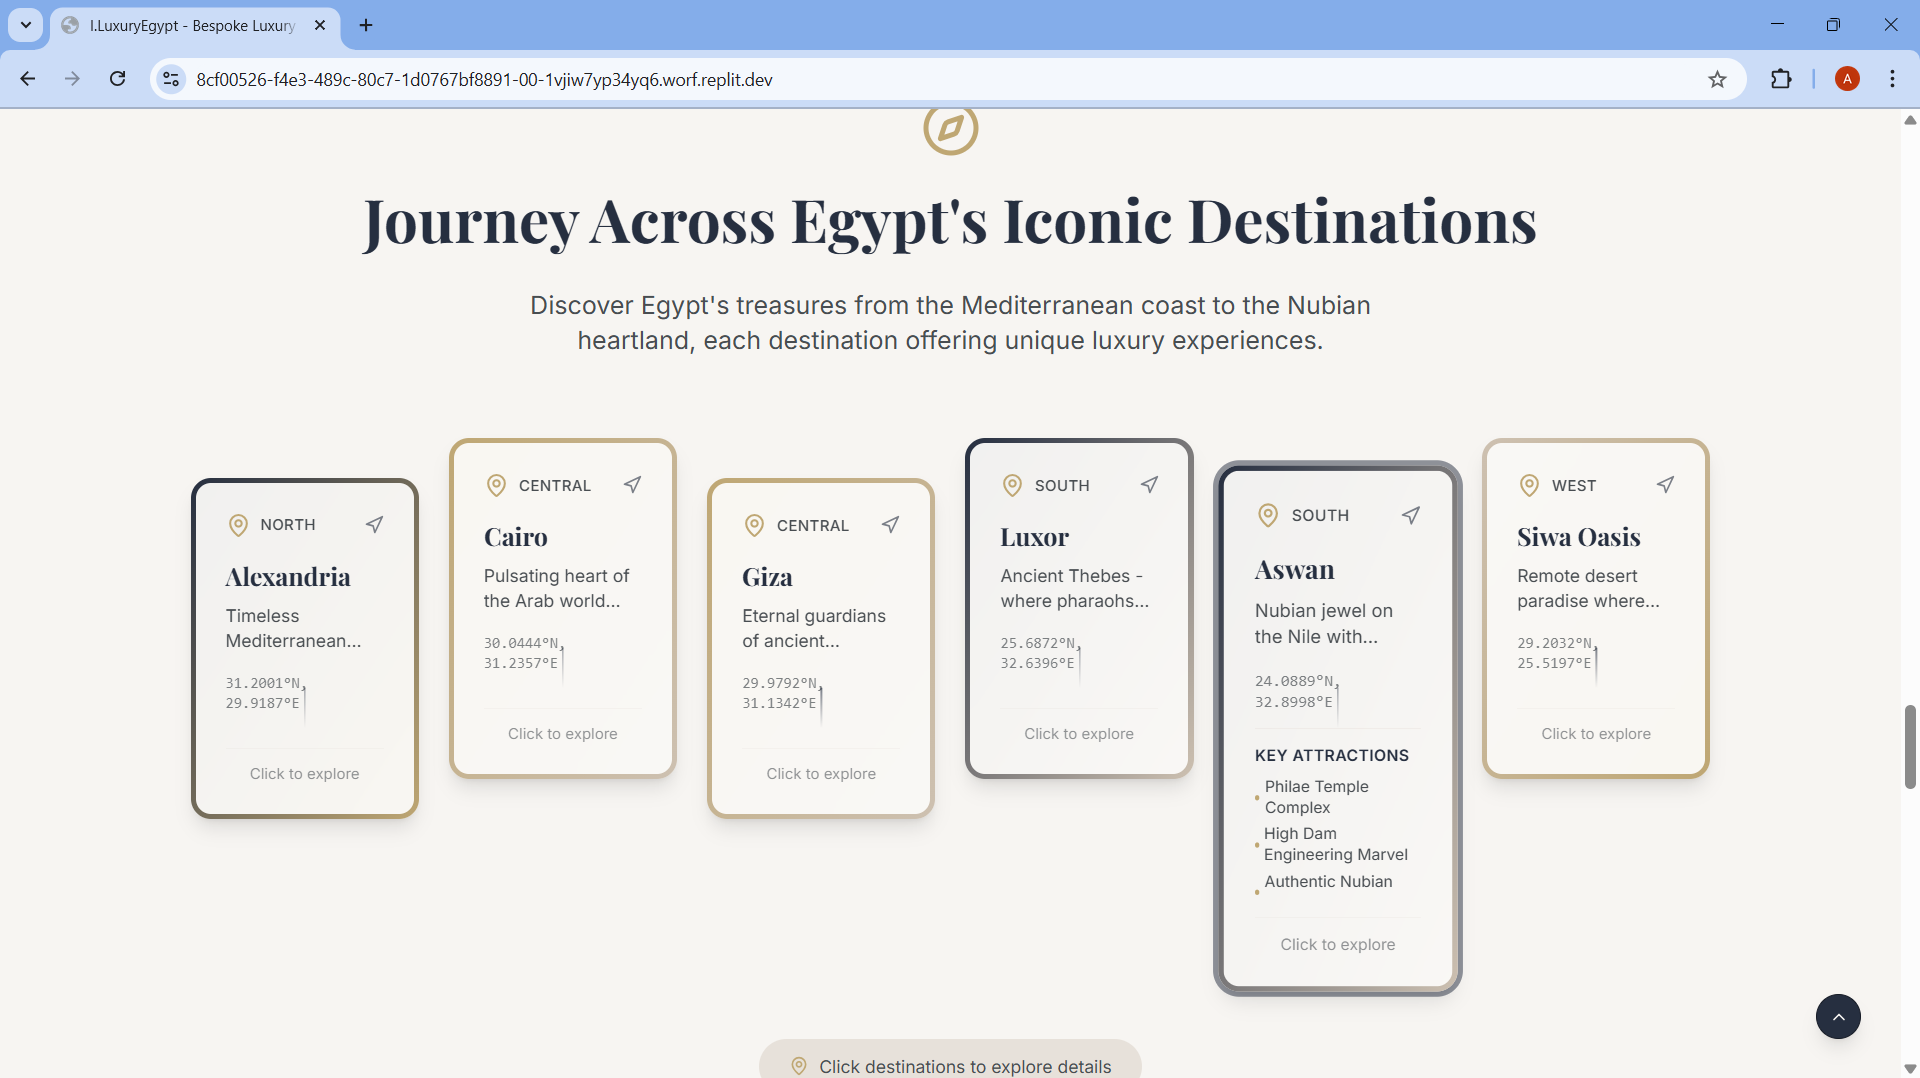 I.LuxuryEgypt - Bespoke Luxury
8cf00526-f4e3-489c-80c7-1d0767bf8891-00-1vjiw7yp34yq6.worf.replit.dev
A
Journey Across Egypt's Iconic Destinations
Discover Egypt's treasures from the Mediterranean coast to the Nubian
heartland, each destination offering unique luxury experiences.
NORTH
Alexandria
Timeless
Mediterranean...
31.2001°N,
29.9187°E
Click to explore
CENTRAL
Cairo
Pulsating heart of
the Arab world...
30.0444°N,
31.2357°E
Click to explore
CENTRAL
Giza
Eternal guardians
of ancient...
29.9792°N,
31.1342°E
Click to explore
SOUTH
Luxor
Ancient Thebes -
where pharaohs...
25.6872°N,
32.6396°E
Click to explore
SOUTH
Aswan
Nubian jewel on
the Nile with...
24.0889°N,
32.8998°E
KEY ATTRACTIONS
• Philae Temple
Complex
• High Dam
Engineering Marvel
• Authentic Nubian
Click to explore
WEST
Siwa Oasis
Remote desert
paradise where...
29.2032°N,
25.5197°E
Click to explore
Click destinations to explore details